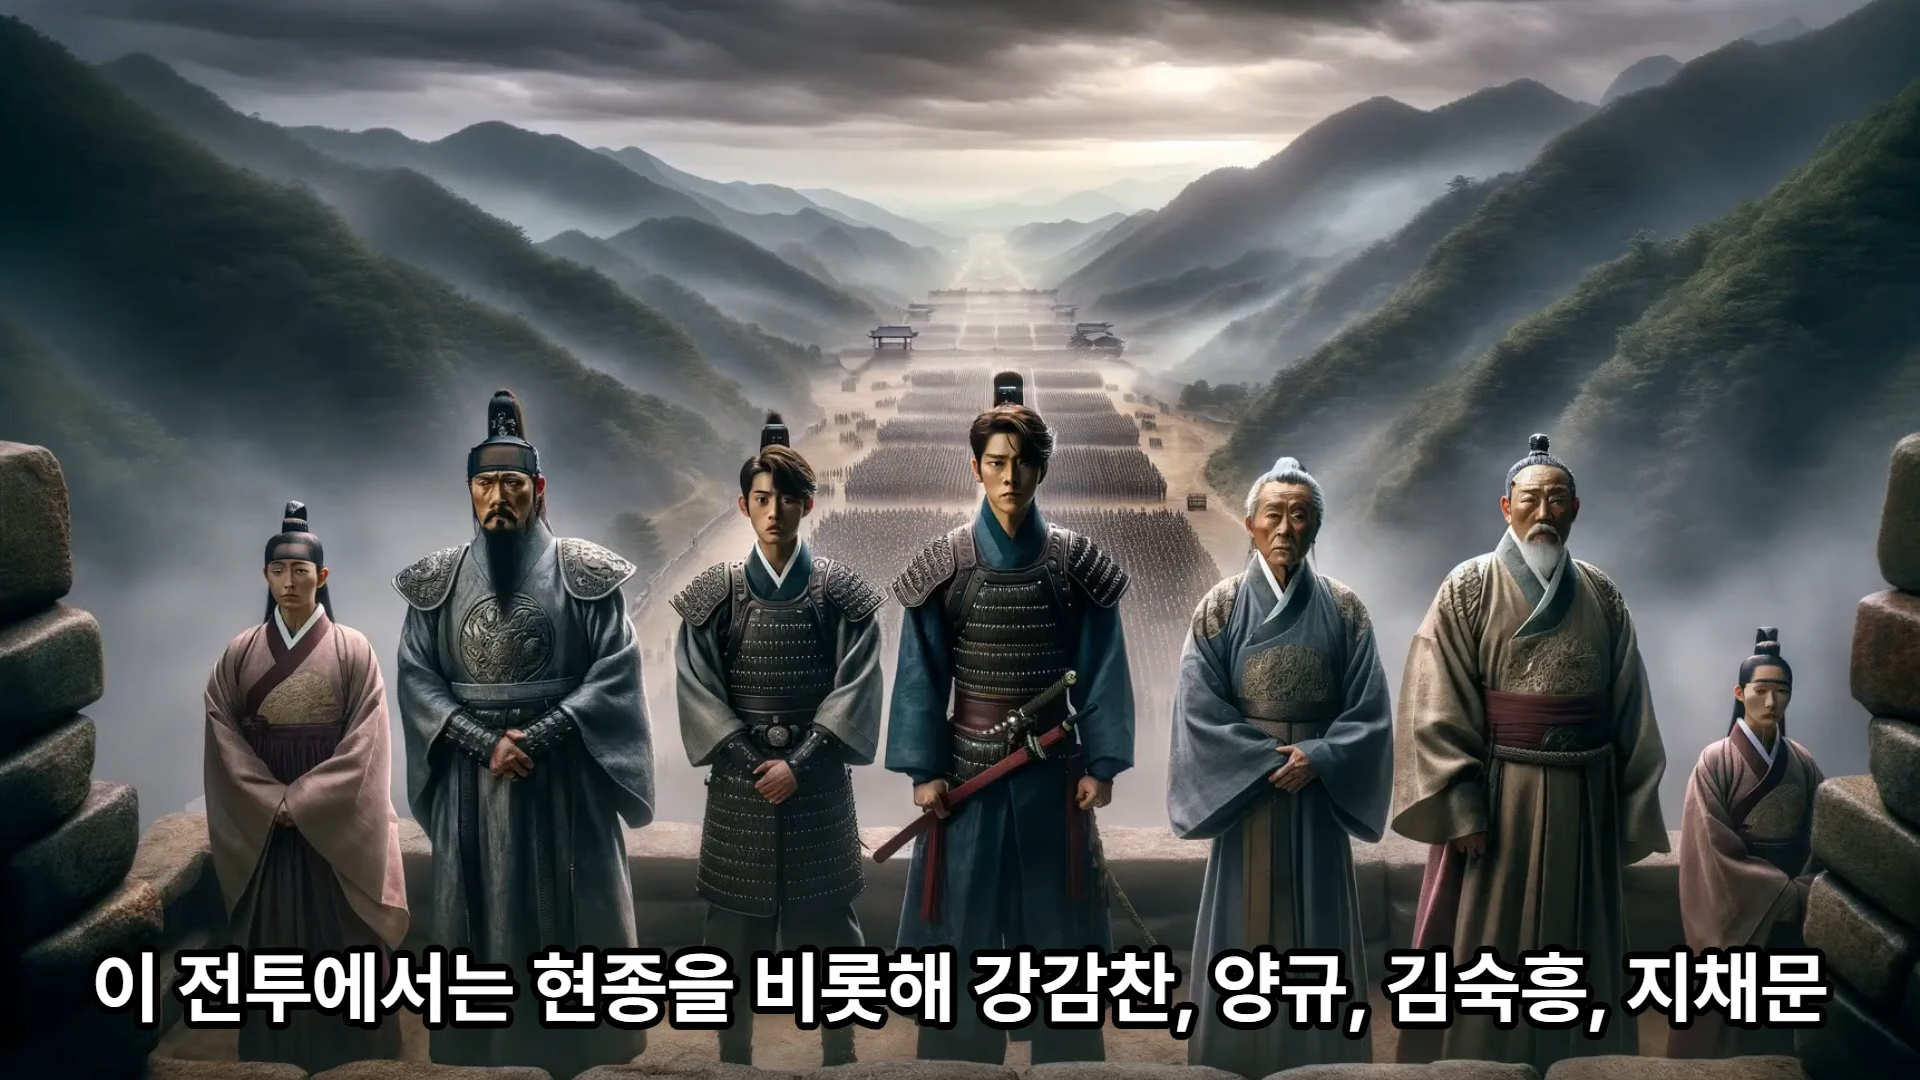 이 전투에서는 현종을 비롯해 강감찬, 양규, 김숙흥, 지채문